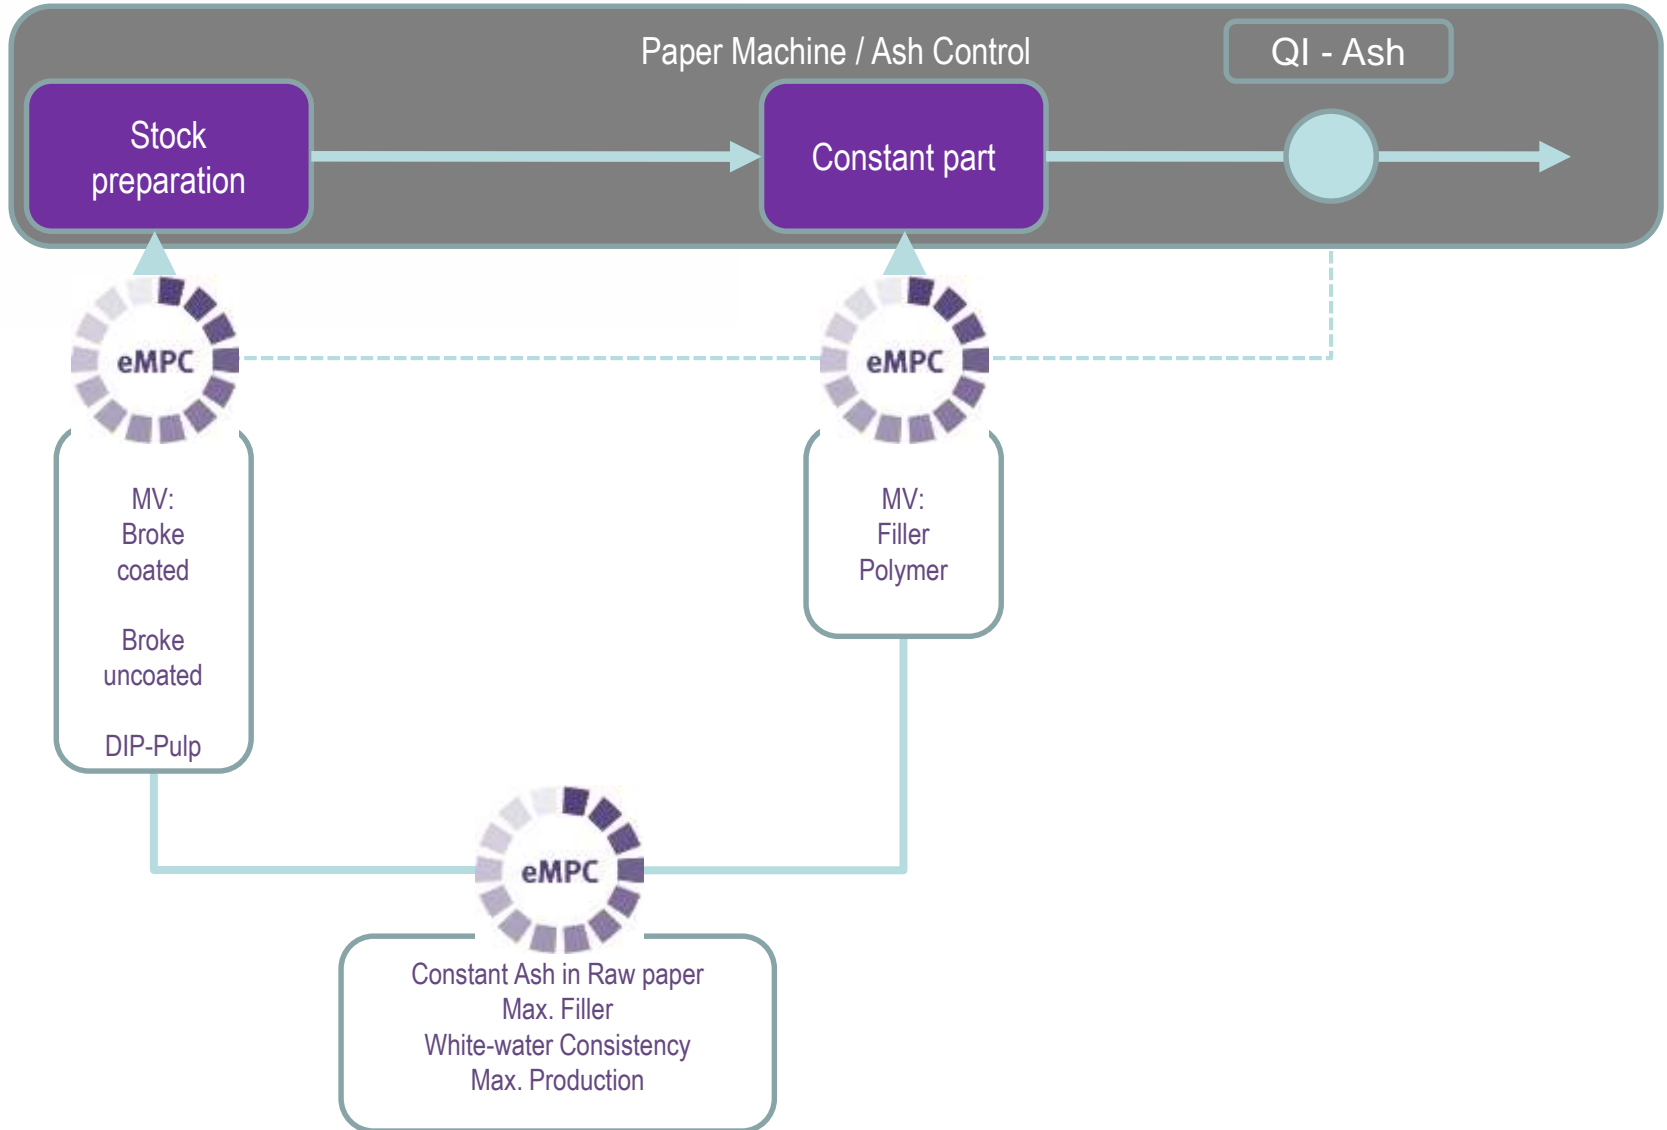 Paper Machine / Ash Control
QI - Ash
Stock
preparation
Constant part
eMPC
eMPC
MV:
Broke
coated
Broke
uncoated
DIP-Pulp
MV:
Filler
Polymer
eMPC
Constant Ash in Raw paper
Max. Filler
White-water Consistency
Max. Production